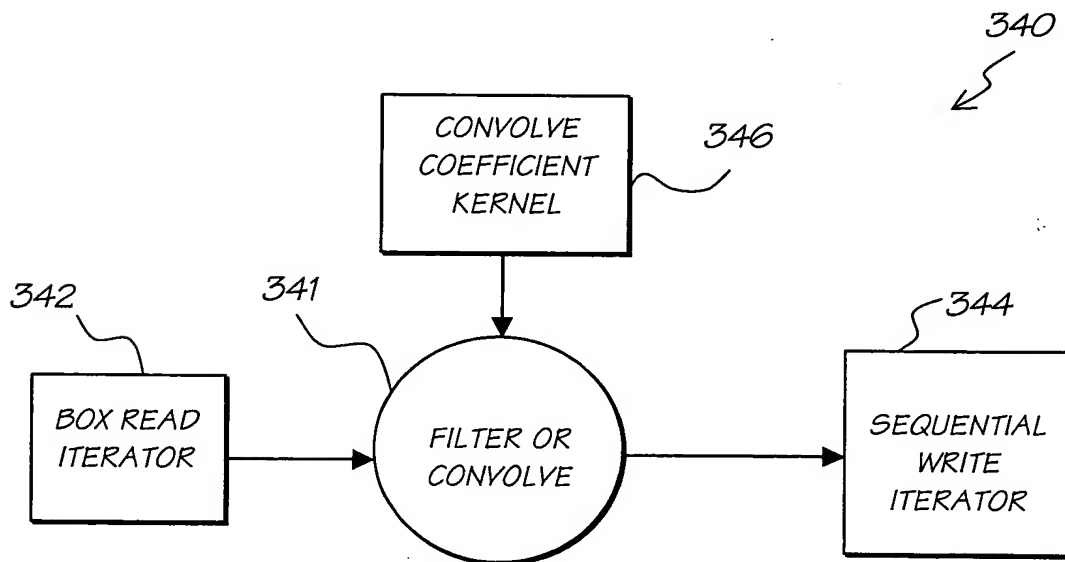 340
CONVOLVE
COEFFICIENT
KERNEL
346
342
341
344
BOX READ
ITERATOR
FILTER OR
CONVOLVE
SEQUENTIAL
WRITE
ITERATOR